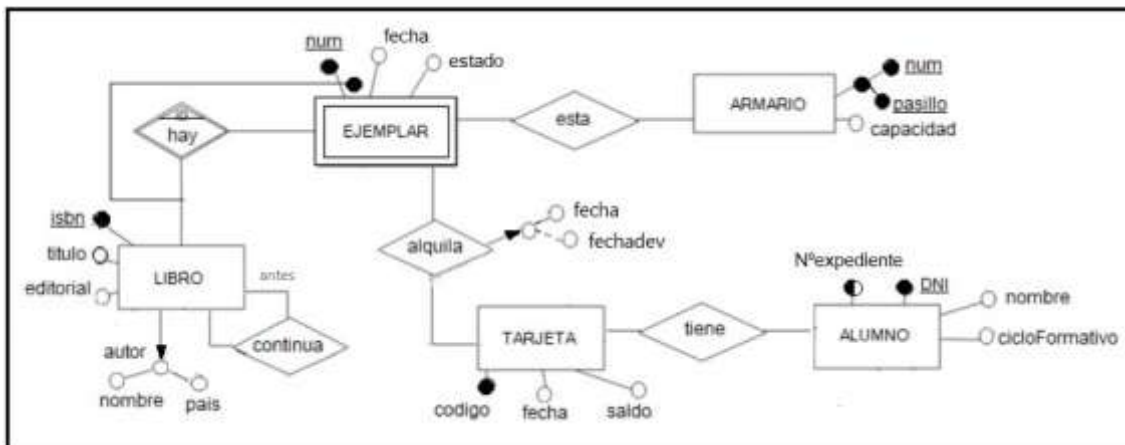 num
fecha
estado
EJEMPLAR
esta
ARMARIO
num
pasillo
capacidad
id
hay
isbn
titulo
editorial
LIBRO
antes
continua
autor
nombre
pais
alquila
fecha
fechadev
TARJETA
codigo
fecha
saldo
tiene
Nºexpediente
DNI
nombre
ALUMNO
cicloFormativo